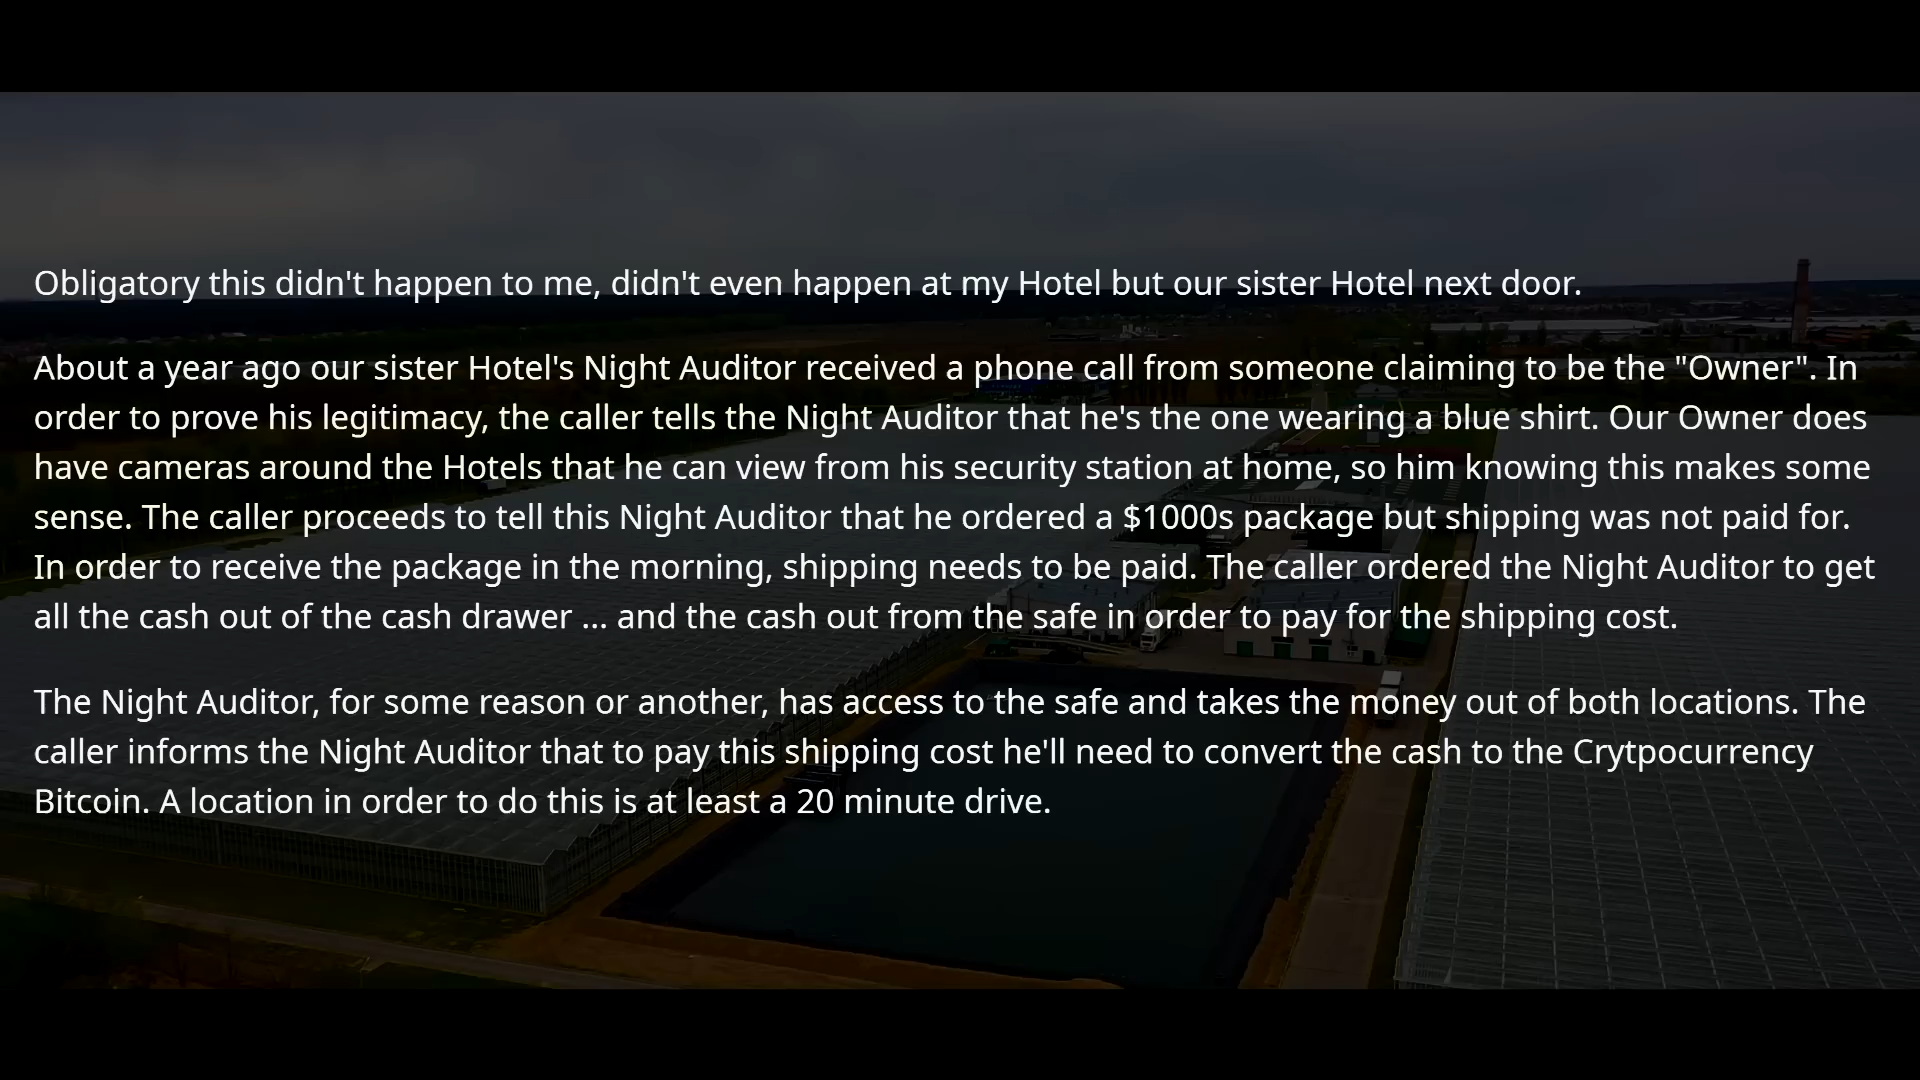 Obligatory this didn't happen to me, didn't even happen at my Hotel but our sister Hotel next door.
About a year ago our sister Hotel's Night Auditor received a phone call from someone claiming to be the "Owner". In
order to prove his legitimacy, the caller tells the Night Auditor that he's the one wearing a blue shirt. Our Owner does
have cameras around the Hotels that he can view from his security station at home, so him knowing this makes some
sense. The caller proceeds to tell this Night Auditor that he ordered a $1000s package but shipping was not paid for.
In order to receive the package in the morning, shipping needs to be paid. The caller ordered the Night Auditor to get
all the cash out of the cash drawer ... and the cash out from the safe in order to pay for the shipping cost.
The Night Auditor, for some reason or another, has access to the safe and takes the money out of both locations. The
caller informs the Night Auditor that to pay this shipping cost he'll need to convert the cash to the Crytpocurrency
Bitcoin. A location in order to do this is at least a 20 minute drive.